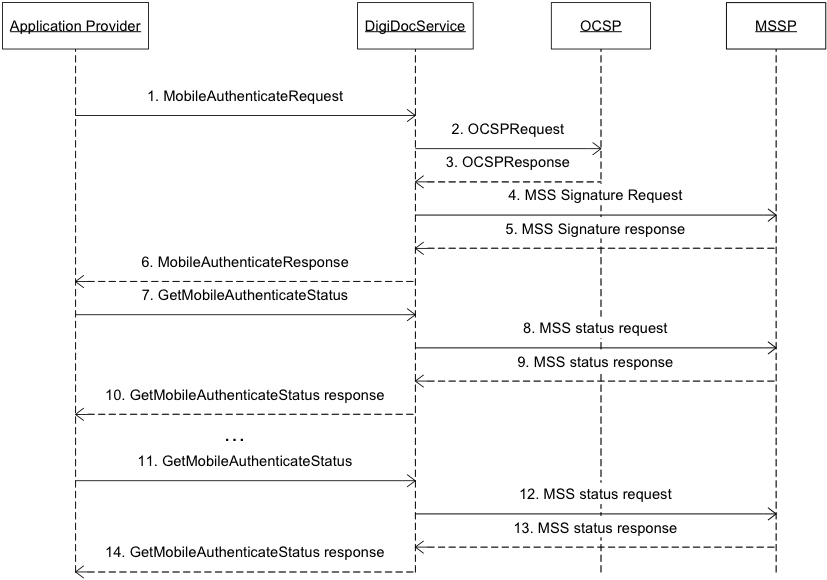 Application Provider
DigiDocService
OCSP
MSSP
1. MobileAuthenticateRequest
2. OCSPRequest
3. OCSPResponse
4. MSS Signature Request
5. MSS Signature response
6. MobileAuthenticateResponse
7. GetMobileAuthenticateStatus
8. MSS status request
9. MSS status response
10. GetMobileAuthenticateStatus response
...
11. GetMobileAuthenticateStatus
12. MSS status request
13. MSS status response
14. GetMobileAuthenticateStatus response